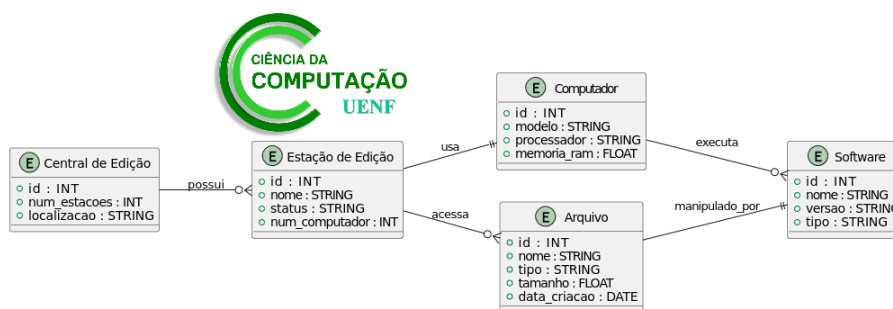 CIÊNCIA DA
COMPUTAÇÃO
UENF
E Central de Edição
id : INT
num_estacoes : INT
localizacao : STRING
possui
E Estação de Edição
id : INT
nome : STRING
status : STRING
num_computador : INT
usa
acessa
E Computador
id : INT
modelo : STRING
processador : STRING
memoria_ram : FLOAT
E Arquivo
id : INT
nome : STRING
tipo : STRING
tamanho : FLOAT
data_criacao : DATE
executa
manipulado_por
E Software
id : INT
nome : STRING
versao : STRING
tipo : STRING